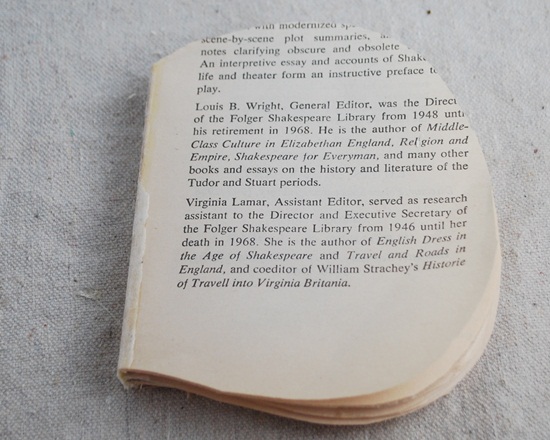 with modernized
scene-by-scene plot summaries,
notes clarifying obscure and obsolete
An interpretive essay and accounts of
life and theater form an instructive preface
play.
Louis B. Wright, General Editor, was the
of the Folger Shakespeare Library from 1948
his retirement in 1968. He is the author of Middle-
Class Culture in Elizabethan England, Religion and
Empire, Shakespeare for Everyman, and many other
books and essays on the history and literature of the
Tudor and Stuart periods.
Virginia Lamar, Assistant Editor, served as research
assistant to the Director and Executive Secretary of
the Folger Shakespeare Library from 1946 until her
death in 1968. She is the author of English Dress in
the Age of Shakespeare and Travel and Roads in
England, and coeditor of William Strachey's Historie
of Travell into Virginia Britania.